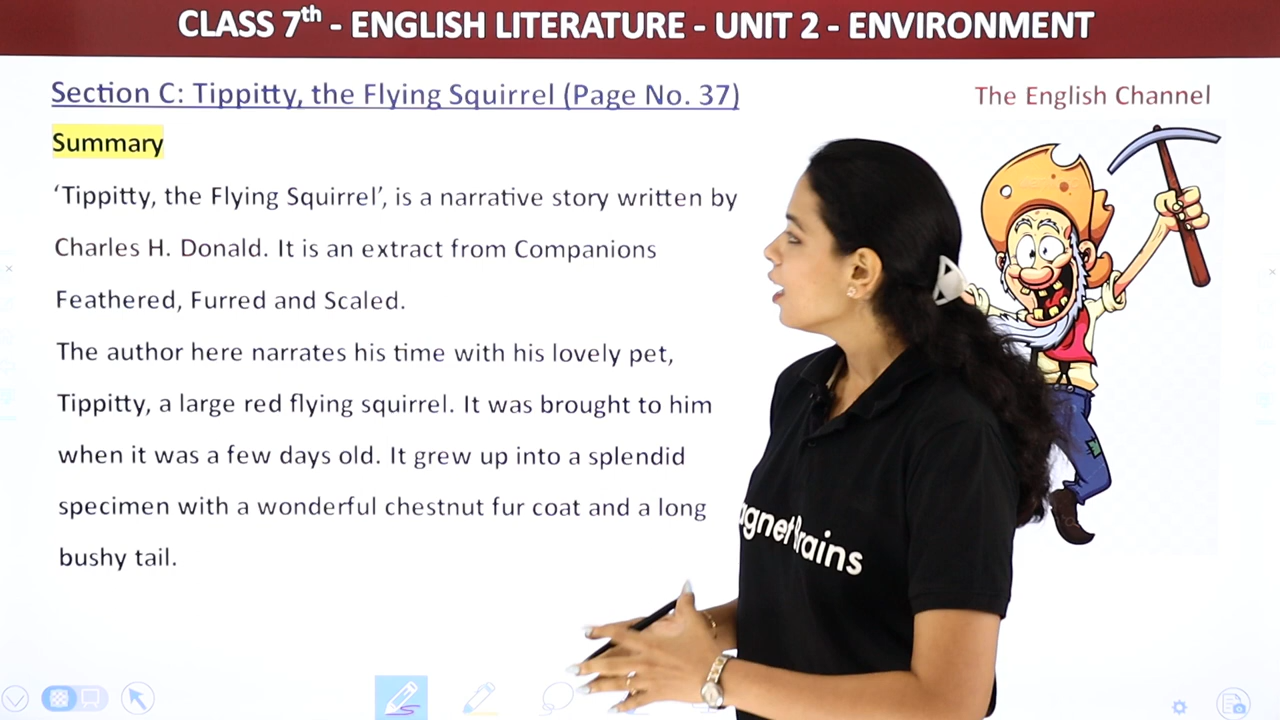 CLASS 7th - ENGLISH LITERATURE - UNIT 2 - ENVIRONMENT
Section C: Tippitty, the Flying Squirrel (Page No. 37)
The English Channel
Summary
‘Tippitty, the Flying Squirrel’, is a narrative story written by
Charles H. Donald. It is an extract from Companions
Feathered, Furred and Scaled.
The author here narrates his time with his lovely pet,
Tippitty, a large red flying squirrel. It was brought to him
when it was a few days old. It grew up into a splendid
specimen with a wonderful chestnut fur coat and a long
bushy tail.